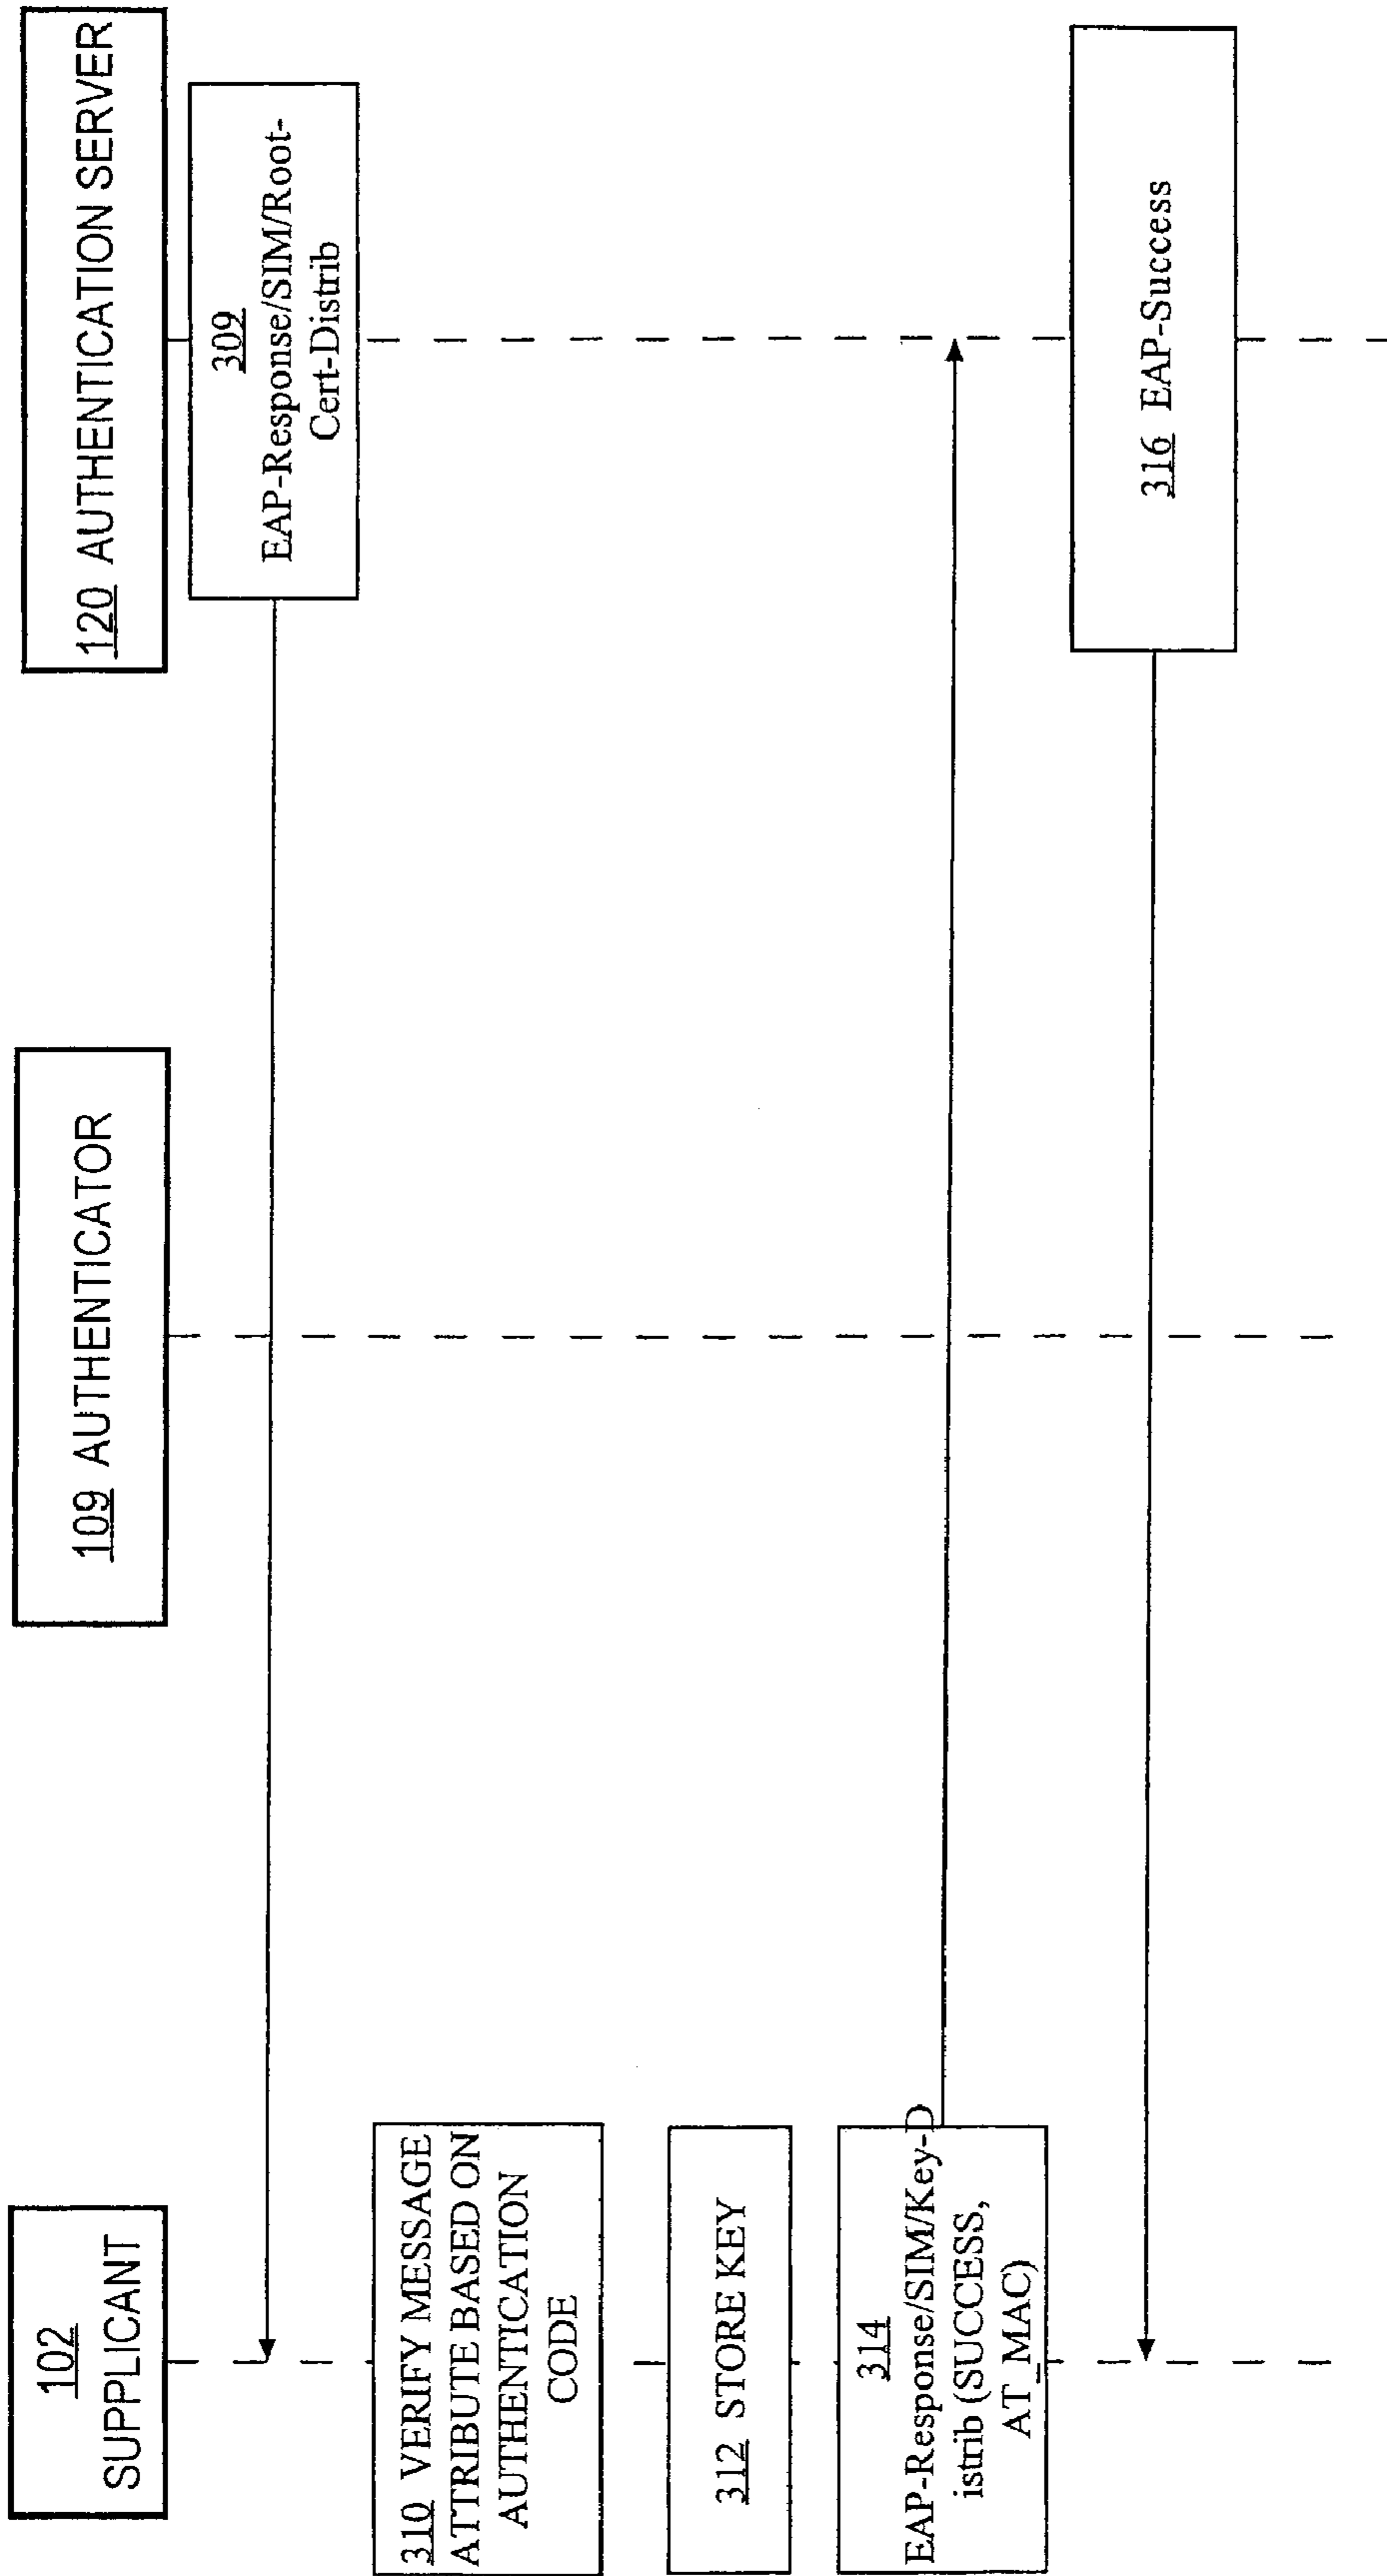 102
SUPPLICANT
109 AUTHENTICATOR
120 AUTHENTICATION SERVER
309
EAP-Response/SIM/Root-
Cert-Distrib
310 VERIFY MESSAGE
ATTRIBUTE BASED ON
AUTHENTICATION
CODE
312 STORE KEY
314
EAP-Response/SIM/Key-D
istrib (SUCCESS,
AT_MAC)
316 EAP-Success